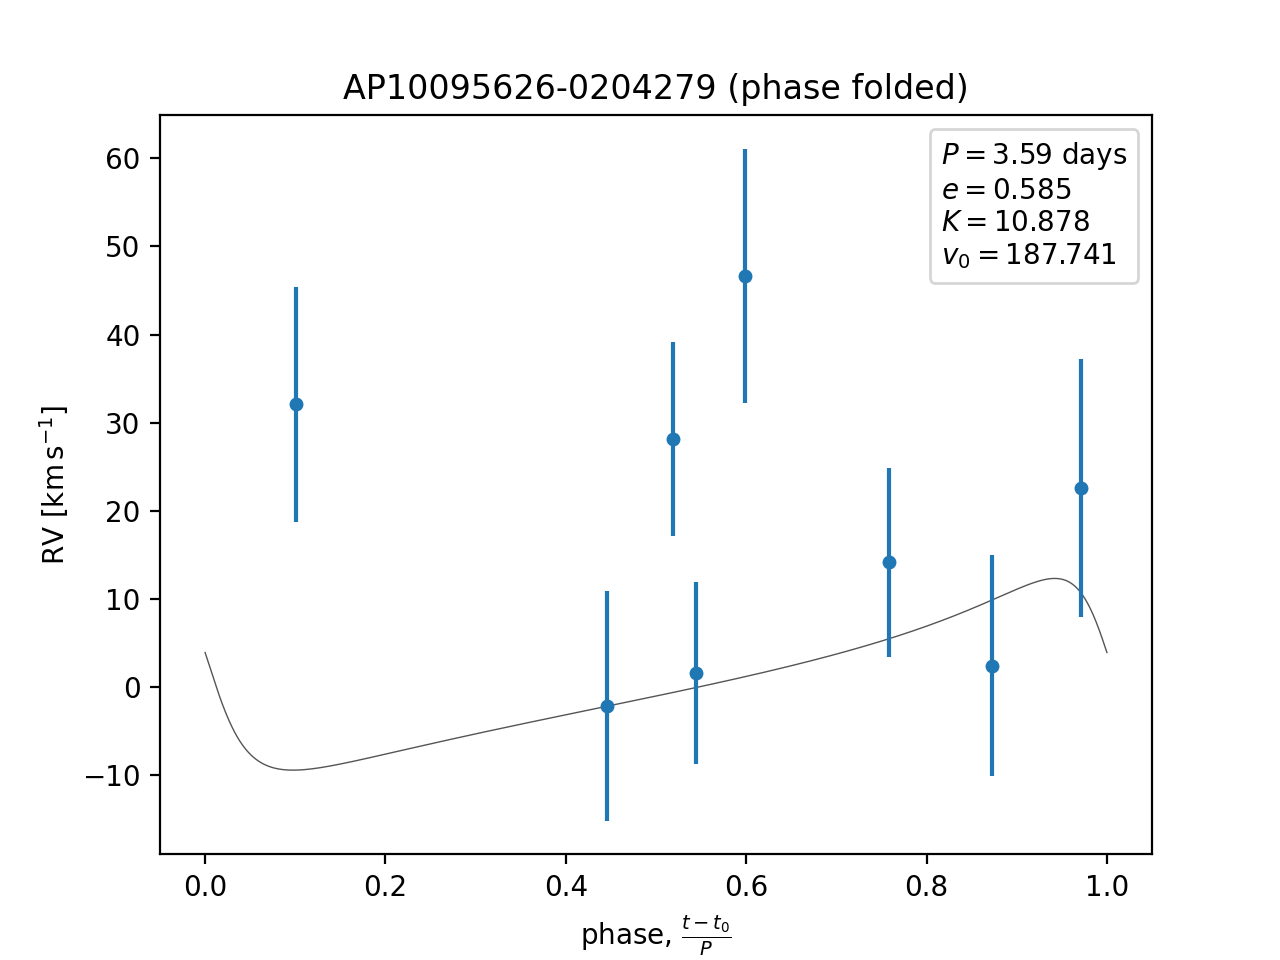 AP10095626-0204279 (phase folded)
P = 3.59 days
e = 0.585
K = 10.878
v₀ = 187.741
60
50
40
30
20
10
0
−10
RV [km s⁻¹]
0.0 0.2 0.4 0.6 0.8 1.0
phase, (t − t₀)/P